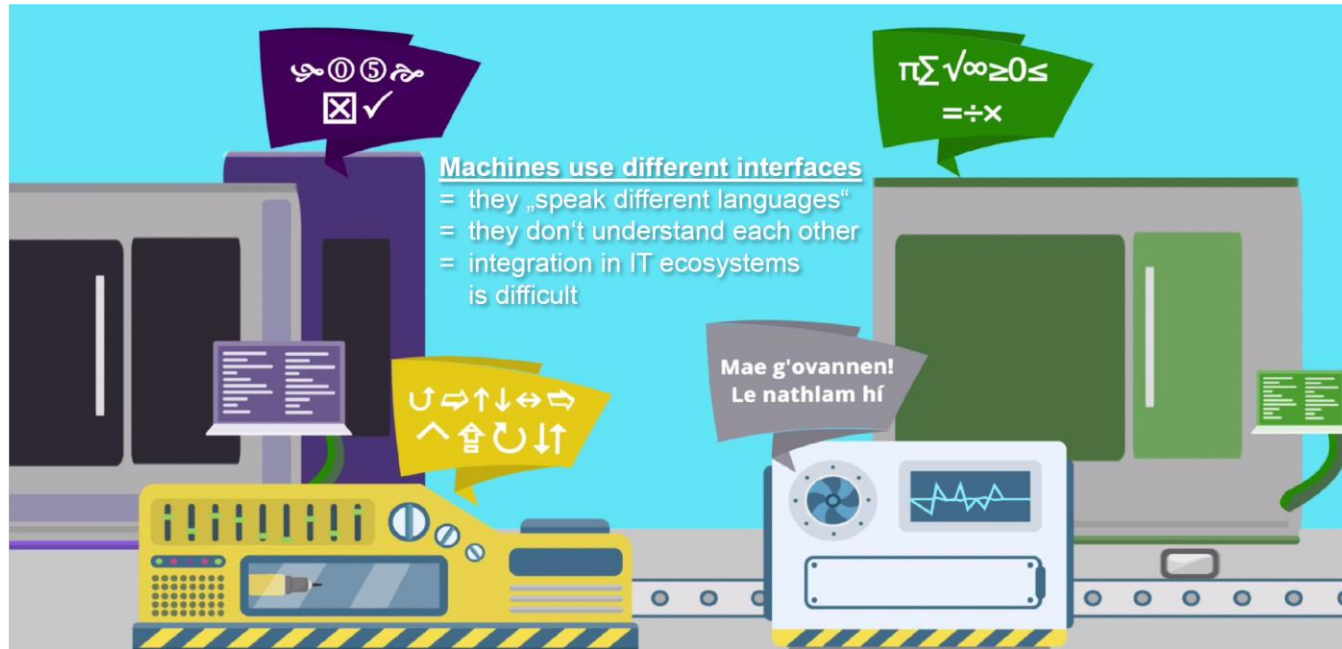 ⓪⑤
☒✓
π∑√∞≥0≤
=÷×
Machines use different interfaces
= they „speak different languages“
= they don‘t understand each other
= integration in IT ecosystems
is difficult
Mae g'ovannen!
Le nathlam hí
⮍⇨↑↓↔➯
↻↓↑